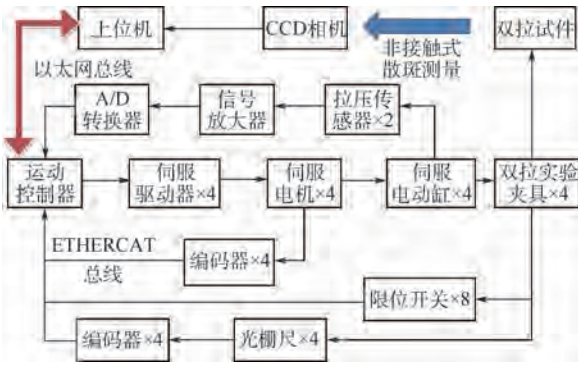 上位机
CCD相机
双拉试件
非接触式
散斑测量
以太网总线
A/D
转换器
信号
放大器
拉压传
感器×2
运动
控制器
伺服
驱动器×4
伺服
电机×4
伺服
电动缸×4
双拉实验
夹具×4
ETHERCAT
总线
编码器×4
限位开关×8
编码器×4
光栅尺×4